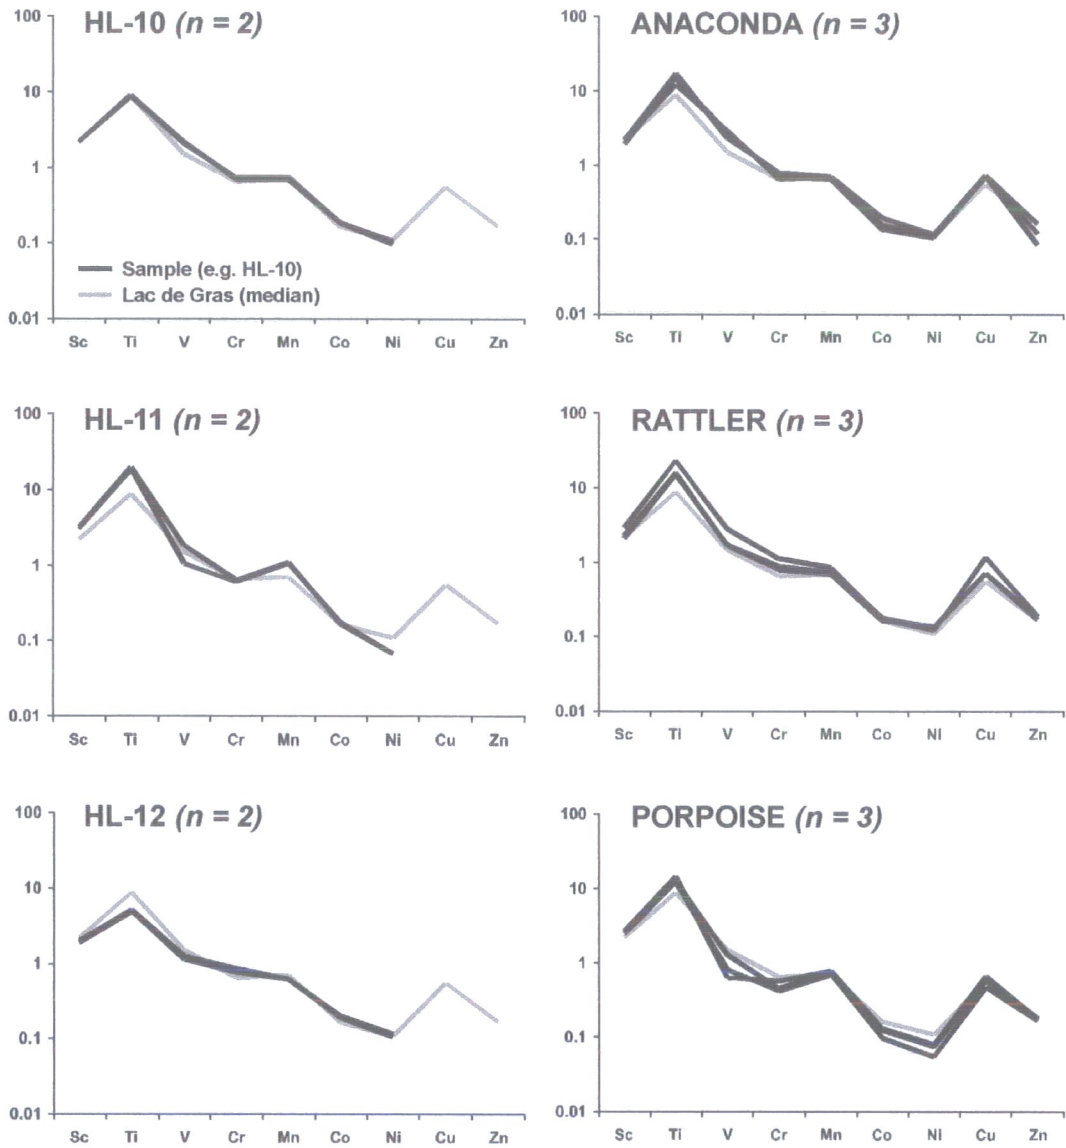 HL-10 (n = 2)
100
10
1
0.1
0.01
Sample (e.g. HL-10)
Lac de Gras (median)
Sc Ti V Cr Mn Co Ni Cu Zn
ANACONDA (n = 3)
100
10
1
0.1
0.01
Sc Ti V Cr Mn Co Ni Cu Zn
HL-11 (n = 2)
100
10
1
0.1
0.01
Sc Ti V Cr Mn Co Ni Cu Zn
RATTLER (n = 3)
100
10
1
0.1
0.01
Sc Ti V Cr Mn Co Ni Cu Zn
HL-12 (n = 2)
100
10
1
0.1
0.01
Sc Ti V Cr Mn Co Ni Cu Zn
PORPOISE (n = 3)
100
10
1
0.1
0.01
Sc Ti V Cr Mn Co Ni Cu Zn